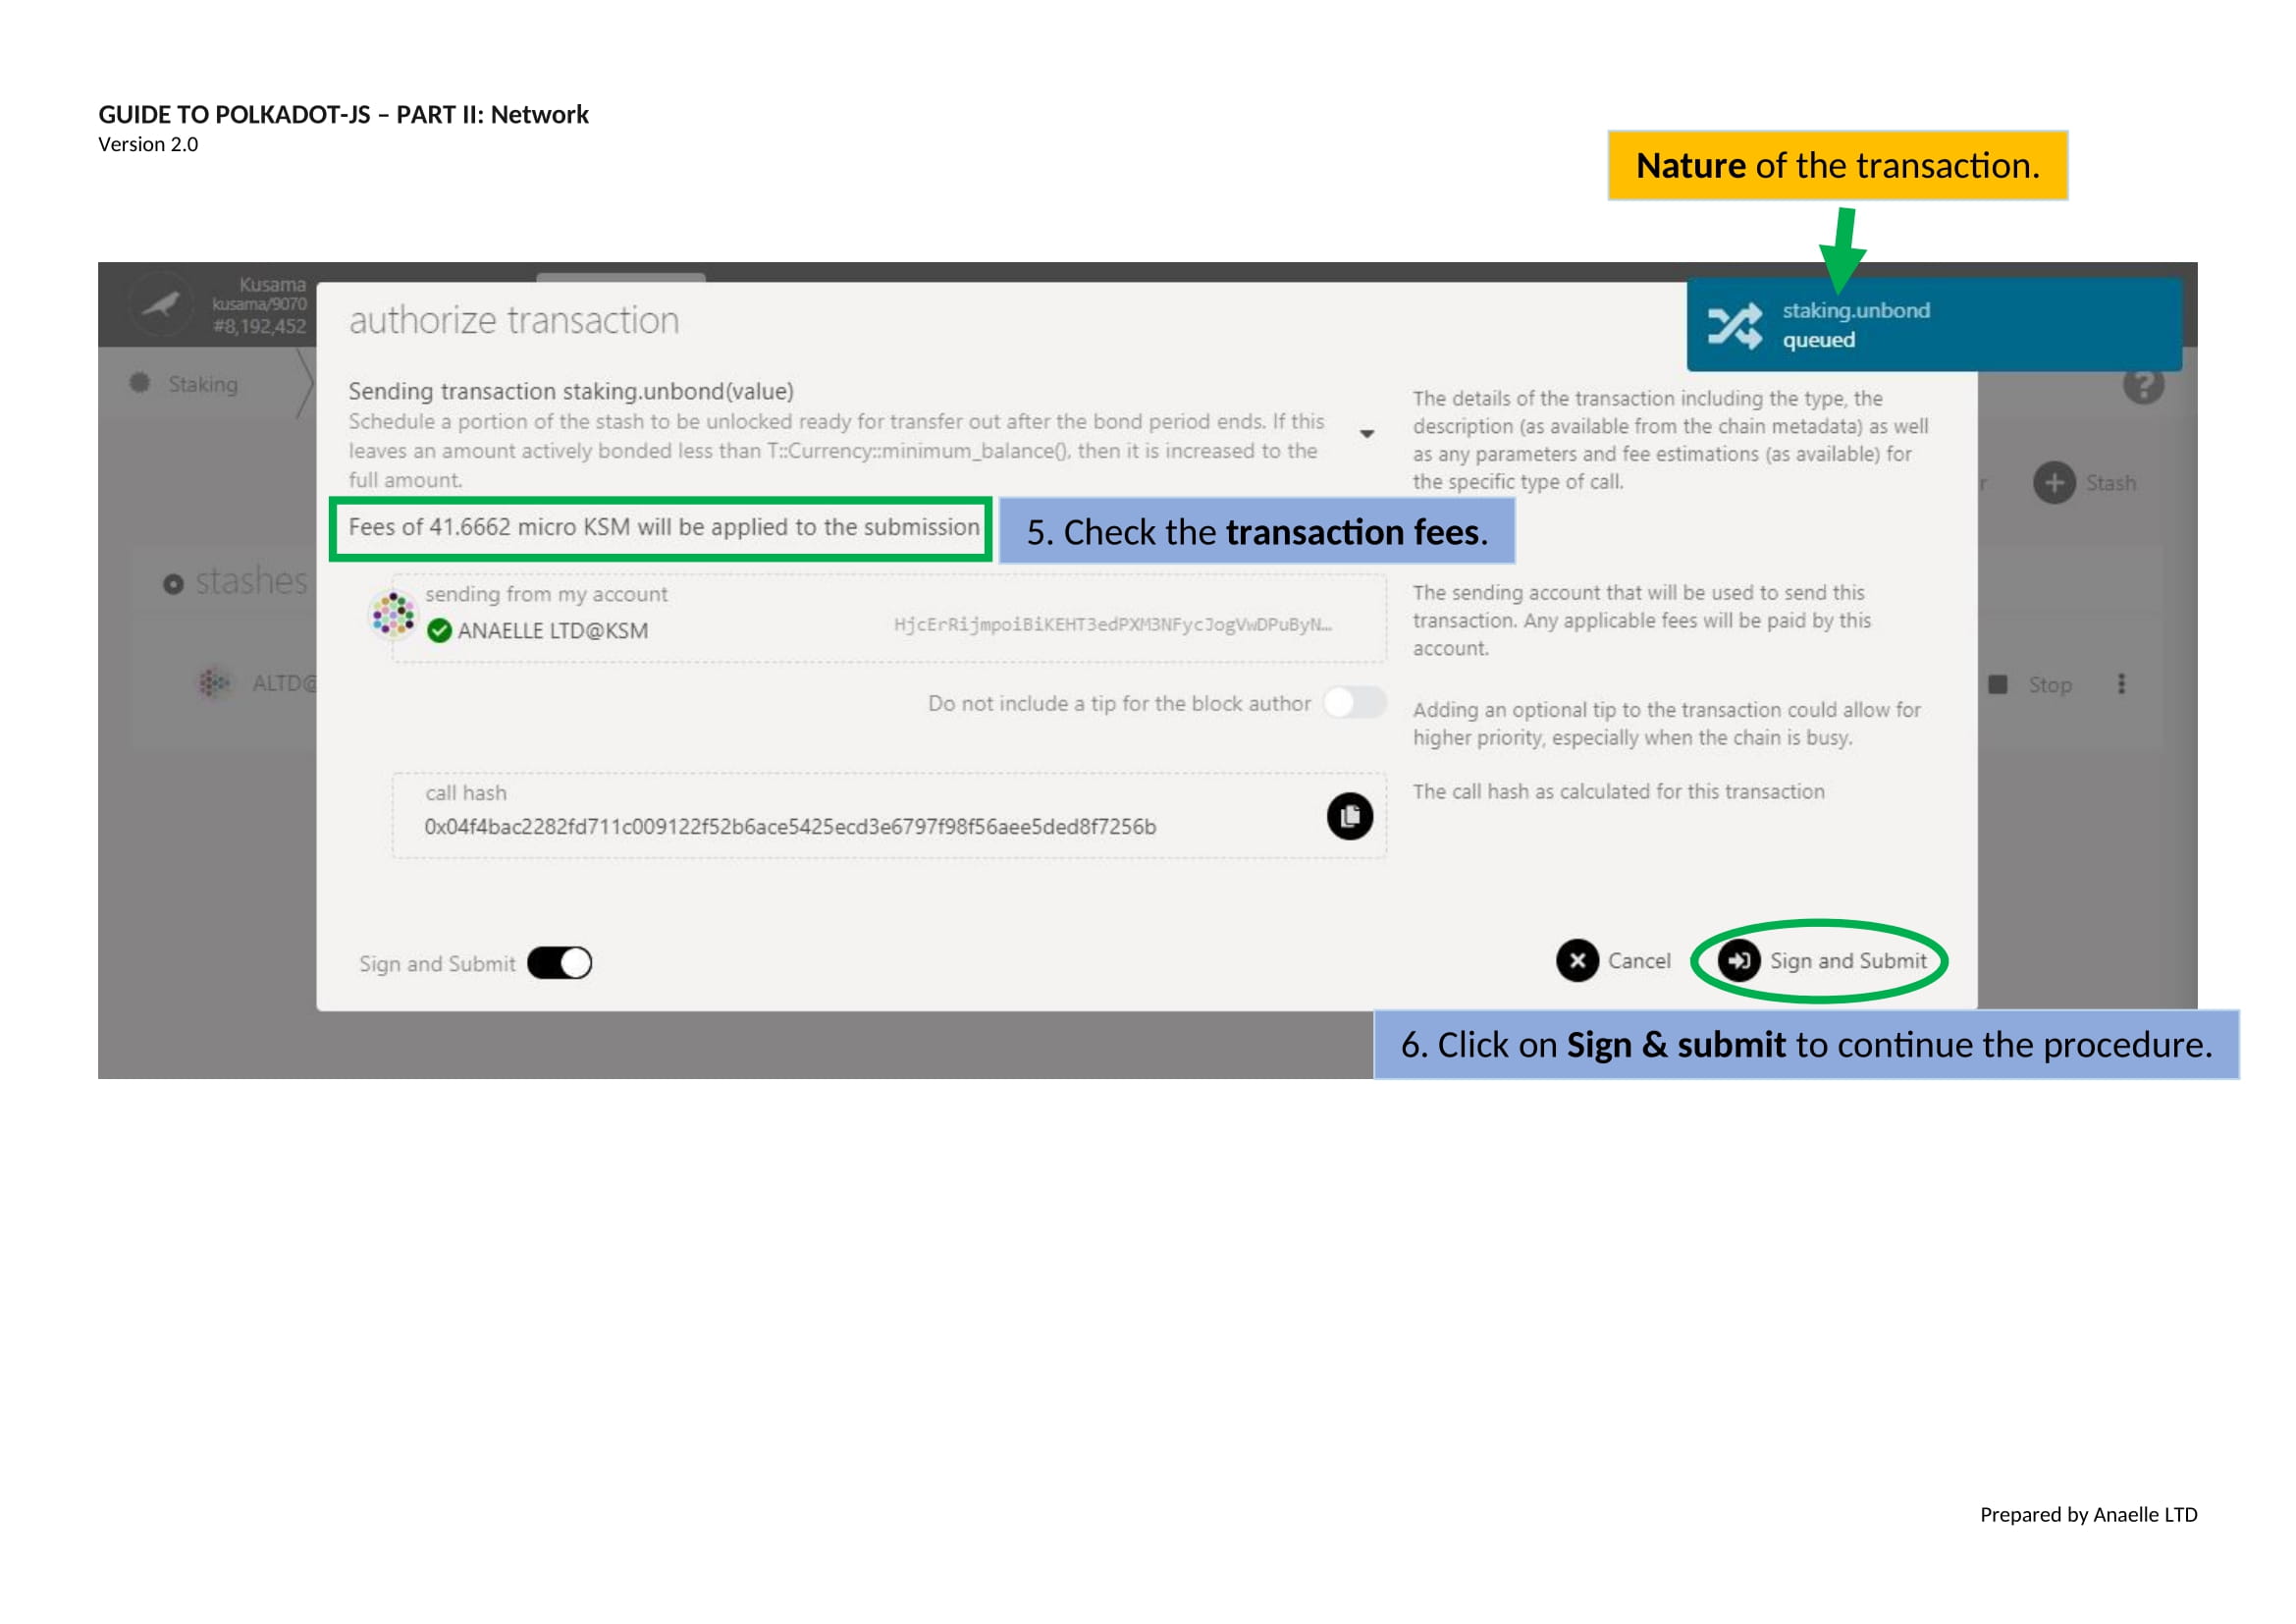 GUIDE TO POLKADOT-JS – PART II: Network
Version 2.0
Nature of the transaction.
Kusama
kusama/9070
#8,192,452
authorize transaction
staking.unbond
queued
Staking
Sending transaction staking.unbond(value)
Schedule a portion of the stash to be unlocked ready for transfer out after the bond period ends. If this
leaves an amount actively bonded less than T::Currency::minimum_balance(), then it is increased to the
full amount.
The details of the transaction including the type, the
description (as available from the chain metadata) as well
as any parameters and fee estimations (as available) for
the specific type of call.
r
Stash
Fees of 41.6662 micro KSM will be applied to the submission
5. Check the transaction fees.
stashes
sending from my account
ANAELLE LTD@KSM
HjcErRijmpoiBiKEHT3edPXM3NFycJogVwDPuByN…
The sending account that will be used to send this
transaction. Any applicable fees will be paid by this
account.
ALTD@
Stop
Do not include a tip for the block author
Adding an optional tip to the transaction could allow for
higher priority, especially when the chain is busy.
call hash
0x04f4bac2282fd711c009122f52b6ace5425ecd3e6797f98f56aee5ded8f7256b
The call hash as calculated for this transaction
Sign and Submit
Cancel
Sign and Submit
6. Click on Sign & submit to continue the procedure.
Prepared by Anaelle LTD